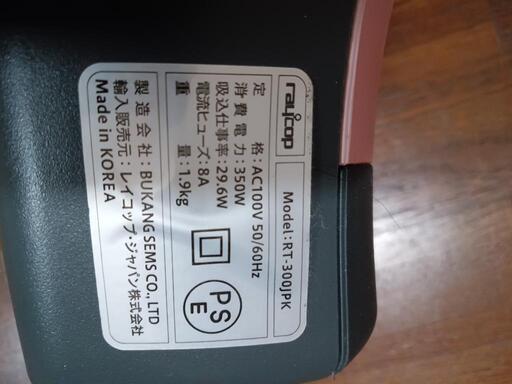 raycop
Model:RT-300JPK
定格:AC100V 50/60Hz
消費電力:350W
吸込仕事率:29.6W
電流ヒューズ:8A
重量:1.9kg
PS
E
製造会社:BUKANG SEMS CO., LTD
輸入販売元:レイコップ・ジャパン株式会社
Made in KOREA